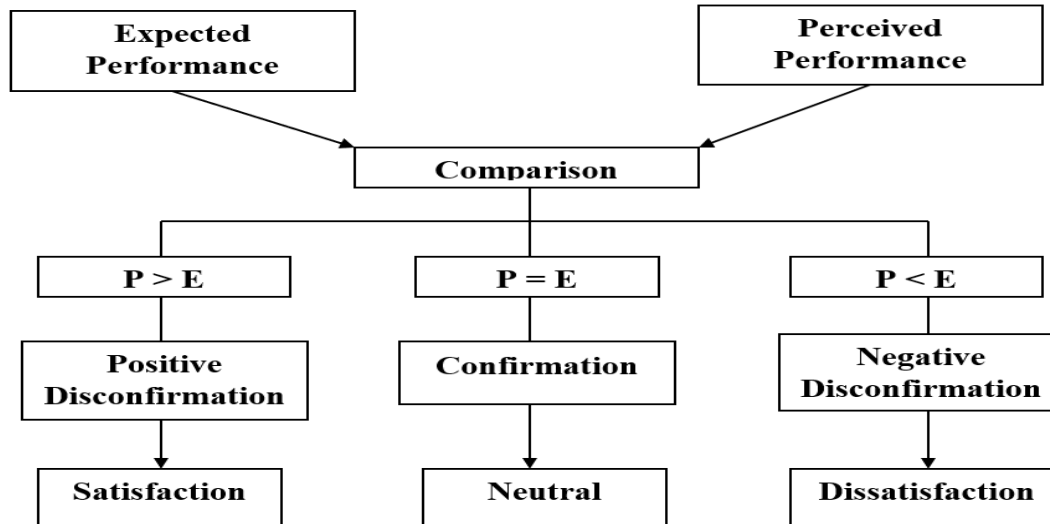 Expected
Performance
Perceived
Performance
Comparison
P > E
P = E
P < E
Positive
Disconfirmation
Confirmation
Negative
Disconfirmation
Satisfaction
Neutral
Dissatisfaction